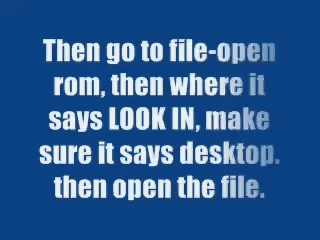 Then go to file-open
rom, then where it
says LOOK IN, make
sure it says desktop.
then open the file.